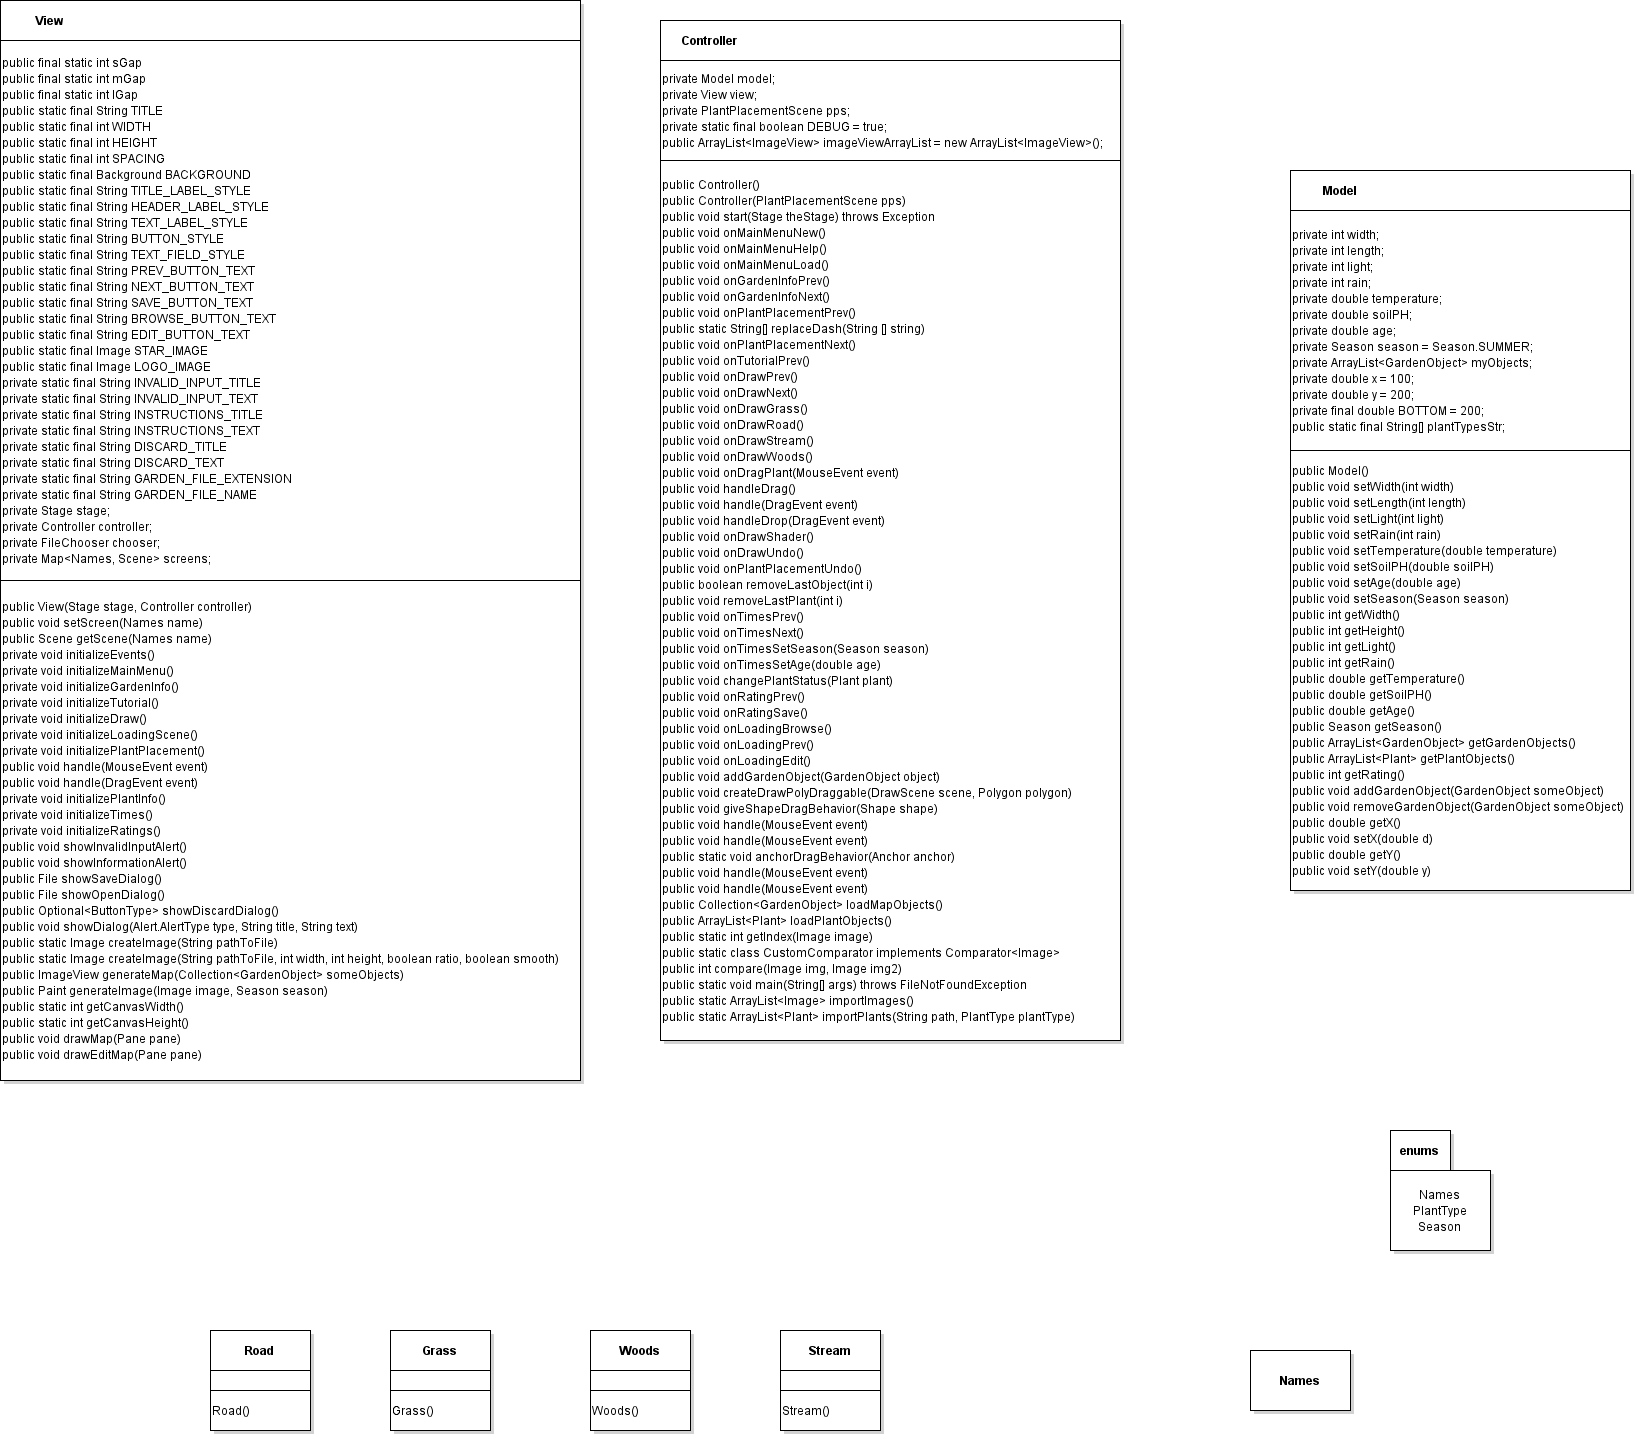 View
public final static int sGap
public final static int mGap
public final static int lGap
public static final String TITLE
public static final int WIDTH
public static final int HEIGHT
public static final int SPACING
public static final Background BACKGROUND
public static final String TITLE_LABEL_STYLE
public static final String HEADER_LABEL_STYLE
public static final String TEXT_LABEL_STYLE
public static final String BUTTON_STYLE
public static final String TEXT_FIELD_STYLE
public static final String PREV_BUTTON_TEXT
public static final String NEXT_BUTTON_TEXT
public static final String SAVE_BUTTON_TEXT
public static final String BROWSE_BUTTON_TEXT
public static final String EDIT_BUTTON_TEXT
public static final Image STAR_IMAGE
public static final Image LOGO_IMAGE
private static final String INVALID_INPUT_TITLE
private static final String INVALID_INPUT_TEXT
private static final String INSTRUCTIONS_TITLE
private static final String INSTRUCTIONS_TEXT
private static final String DISCARD_TITLE
private static final String DISCARD_TEXT
private static final String GARDEN_FILE_EXTENSION
private static final String GARDEN_FILE_NAME
private Stage stage;
private Controller controller;
private FileChooser chooser;
private Map<Names, Scene> screens;
public View(Stage stage, Controller controller)
public void setScreen(Names name)
public Scene getScene(Names name)
private void initializeEvents()
private void initializeMainMenu()
private void initializeGardenInfo()
private void initializeTutorial()
private void initializeDraw()
private void initializeLoadingScene()
private void initializePlantPlacement()
public void handle(MouseEvent event)
public void handle(DragEvent event)
private void initializePlantInfo()
private void initializeTimes()
private void initializeRatings()
public void showInvalidInputAlert()
public void showInformationAlert()
public File showSaveDialog()
public File showOpenDialog()
public Optional<ButtonType> showDiscardDialog()
public void showDialog(Alert.AlertType type, String title, String text)
public static Image createImage(String pathToFile)
public static Image createImage(String pathToFile, int width, int height, boolean ratio, boolean smooth)
public ImageView generateMap(Collection<GardenObject> someObjects)
public Paint generateImage(Image image, Season season)
public static int getCanvasWidth()
public static int getCanvasHeight()
public void drawMap(Pane pane)
public void drawEditMap(Pane pane)
Controller
private Model model;
private View view;
private PlantPlacementScene pps;
private static final boolean DEBUG = true;
public ArrayList<ImageView> imageViewArrayList = new ArrayList<ImageView>();
public Controller()
public Controller(PlantPlacementScene pps)
public void start(Stage theStage) throws Exception
public void onMainMenuNew()
public void onMainMenuHelp()
public void onMainMenuLoad()
public void onGardenInfoPrev()
public void onGardenInfoNext()
public void onPlantPlacementPrev()
public static String[] replaceDash(String [] string)
public void onPlantPlacementNext()
public void onTutorialPrev()
public void onDrawPrev()
public void onDrawNext()
public void onDrawGrass()
public void onDrawRoad()
public void onDrawStream()
public void onDrawWoods()
public void onDragPlant(MouseEvent event)
public void handleDrag()
public void handle(DragEvent event)
public void handleDrop(DragEvent event)
public void onDrawShader()
public void onDrawUndo()
public void onPlantPlacementUndo()
public boolean removeLastObject(int i)
public void removeLastPlant(int i)
public void onTimesPrev()
public void onTimesNext()
public void onTimesSetSeason(Season season)
public void onTimesSetAge(double age)
public void changePlantStatus(Plant plant)
public void onRatingPrev()
public void onRatingSave()
public void onLoadingBrowse()
public void onLoadingPrev()
public void onLoadingEdit()
public void addGardenObject(GardenObject object)
public void createDrawPolyDraggable(DrawScene scene, Polygon polygon)
public void giveShapeDragBehavior(Shape shape)
public void handle(MouseEvent event)
public void handle(MouseEvent event)
public static void anchorDragBehavior(Anchor anchor)
public void handle(MouseEvent event)
public void handle(MouseEvent event)
public Collection<GardenObject> loadMapObjects()
public ArrayList<Plant> loadPlantObjects()
public static int getIndex(Image image)
public static class CustomComparator implements Comparator<Image>
public int compare(Image img, Image img2)
public static void main(String[] args) throws FileNotFoundException
public static ArrayList<Image> importImages()
public static ArrayList<Plant> importPlants(String path, PlantType plantType)
Model
private int width;
private int length;
private int light;
private int rain;
private double temperature;
private double soilPH;
private double age;
private Season season = Season.SUMMER;
private ArrayList<GardenObject> myObjects;
private double x = 100;
private double y = 200;
private final double BOTTOM = 200;
public static final String[] plantTypesStr;
public Model()
public void setWidth(int width)
public void setLength(int length)
public void setLight(int light)
public void setRain(int rain)
public void setTemperature(double temperature)
public void setSoilPH(double soilPH)
public void setAge(double age)
public void setSeason(Season season)
public int getWidth()
public int getHeight()
public int getLight()
public int getRain()
public double getTemperature()
public double getSoilPH()
public double getAge()
public Season getSeason()
public ArrayList<GardenObject> getGardenObjects()
public ArrayList<Plant> getPlantObjects()
public int getRating()
public void addGardenObject(GardenObject someObject)
public void removeGardenObject(GardenObject someObject)
public double getX()
public void setX(double d)
public double getY()
public void setY(double y)
enums
Names
PlantType
Season
Road
Road()
Grass
Grass()
Woods
Woods()
Stream
Stream()
Names